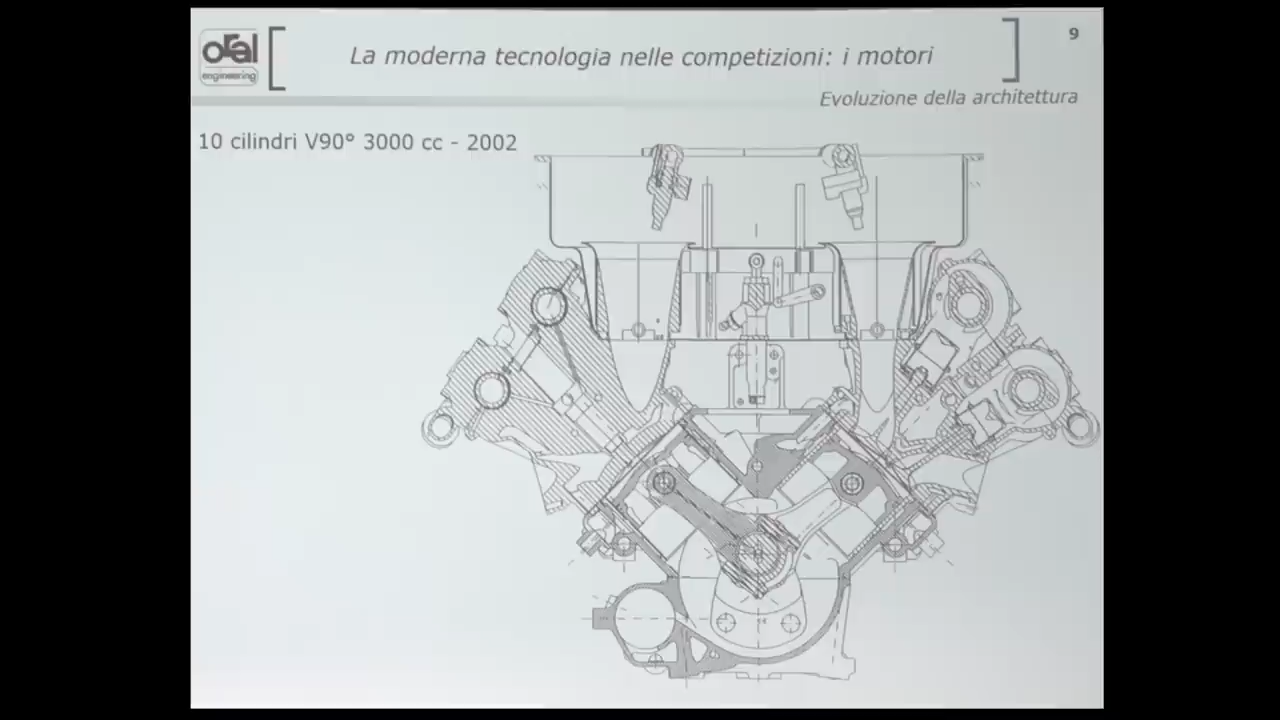 oral
engineering
La moderna tecnologia nelle competizioni: i motori
9
Evoluzione della architettura
10 cilindri V90° 3000 cc - 2002